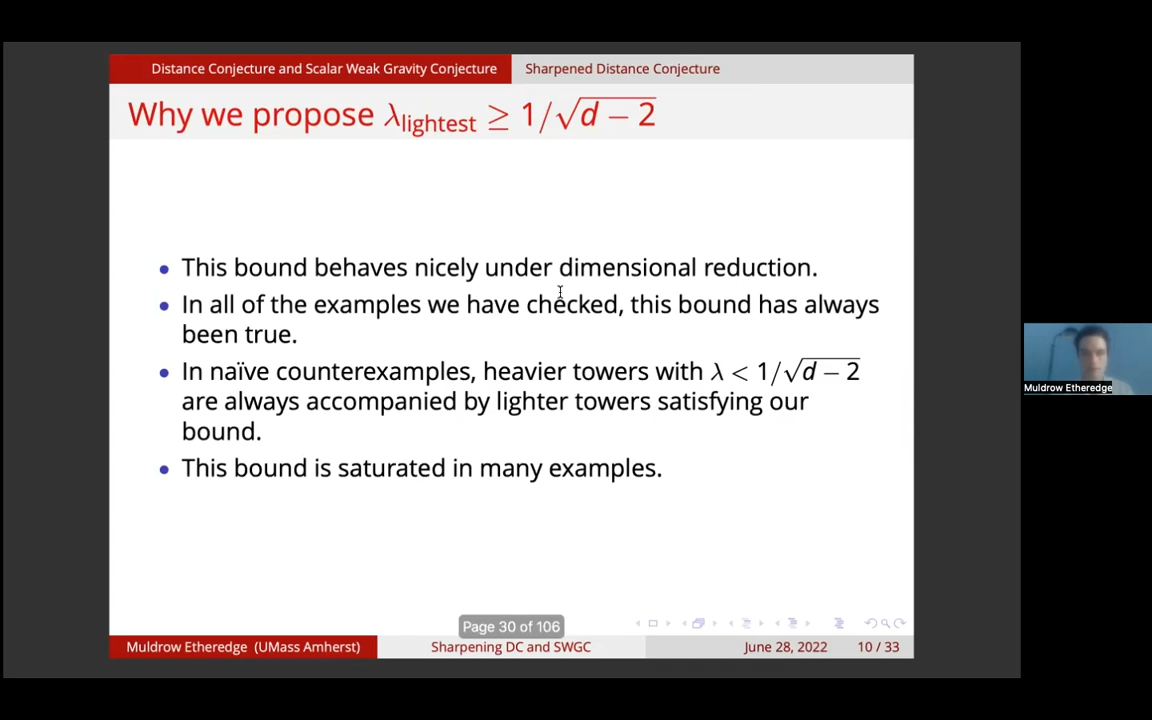 Distance Conjecture and Scalar Weak Gravity Conjecture Sharpened Distance Conjecture
Why we propose λ_lightest ≥ 1/√(d − 2)
• This bound behaves nicely under dimensional reduction.
• In all of the examples we have checked, this bound has always
been true.
• In naïve counterexamples, heavier towers with λ < 1/√(d − 2)
are always accompanied by lighter towers satisfying our
bound.
• This bound is saturated in many examples.
Muldrow Etheredge
Page 30 of 106
Muldrow Etheredge (UMass Amherst) Sharpening DC and SWGC June 28, 2022 10 / 33